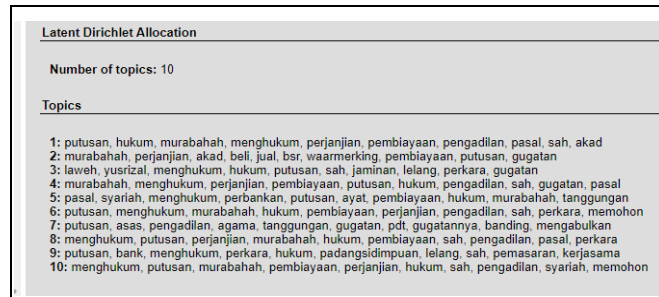 Latent Dirichlet Allocation
Number of topics: 10
Topics
1: putusan, hukum, murabahah, menghukum, perjanjian, pembiayaan, pengadilan, pasal, sah, akad
2: murabahah, perjanjian, akad, beli, jual, bsr, waarmerking, pembiayaan, putusan, gugatan
3: laweh, yusrizal, menghukum, hukum, putusan, sah, jaminan, lelang, perkara, gugatan
4: murabahah, menghukum, perjanjian, pembiayaan, putusan, hukum, pengadilan, sah, gugatan, pasal
5: pasal, syariah, menghukum, perbankan, putusan, ayat, pembiayaan, hukum, murabahah, tanggungan
6: putusan, menghukum, murabahah, hukum, pembiayaan, perjanjian, pengadilan, sah, perkara, memohon
7: putusan, asas, pengadilan, agama, tanggungan, gugatan, pdt, gugatannya, banding, mengabulkan
8: menghukum, putusan, perjanjian, murabahah, hukum, pembiayaan, sah, pengadilan, pasal, perkara
9: putusan, bank, menghukum, perkara, hukum, padangsidimpuan, lelang, sah, pemasaran, kerjasama
10: menghukum, putusan, murabahah, pembiayaan, perjanjian, hukum, sah, pengadilan, syariah, memohon